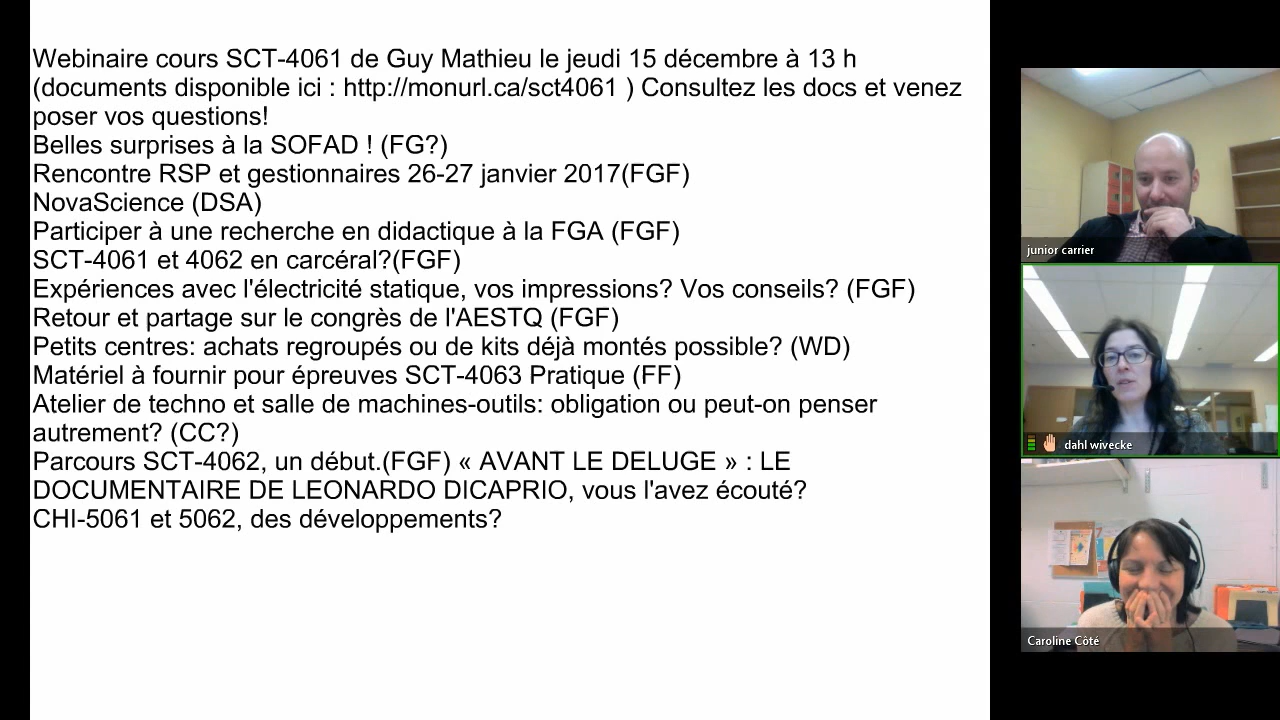 Webinaire cours SCT-4061 de Guy Mathieu le jeudi 15 décembre à 13 h
(documents disponible ici : http://monurl.ca/sct4061 ) Consultez les docs et venez
poser vos questions!
Belles surprises à la SOFAD ! (FG?)
Rencontre RSP et gestionnaires 26-27 janvier 2017(FGF)
NovaScience (DSA)
Participer à une recherche en didactique à la FGA (FGF)
SCT-4061 et 4062 en carcéral?(FGF)
Expériences avec l'électricité statique, vos impressions? Vos conseils? (FGF)
Retour et partage sur le congrès de l'AESTQ (FGF)
Petits centres: achats regroupés ou de kits déjà montés possible? (WD)
Matériel à fournir pour épreuves SCT-4063 Pratique (FF)
Atelier de techno et salle de machines-outils: obligation ou peut-on penser
autrement? (CC?)
Parcours SCT-4062, un début.(FGF) « AVANT LE DELUGE » : LE
DOCUMENTAIRE DE LEONARDO DICAPRIO, vous l'avez écouté?
CHI-5061 et 5062, des développements?
junior carrier
dahl wivecke
Caroline Côté